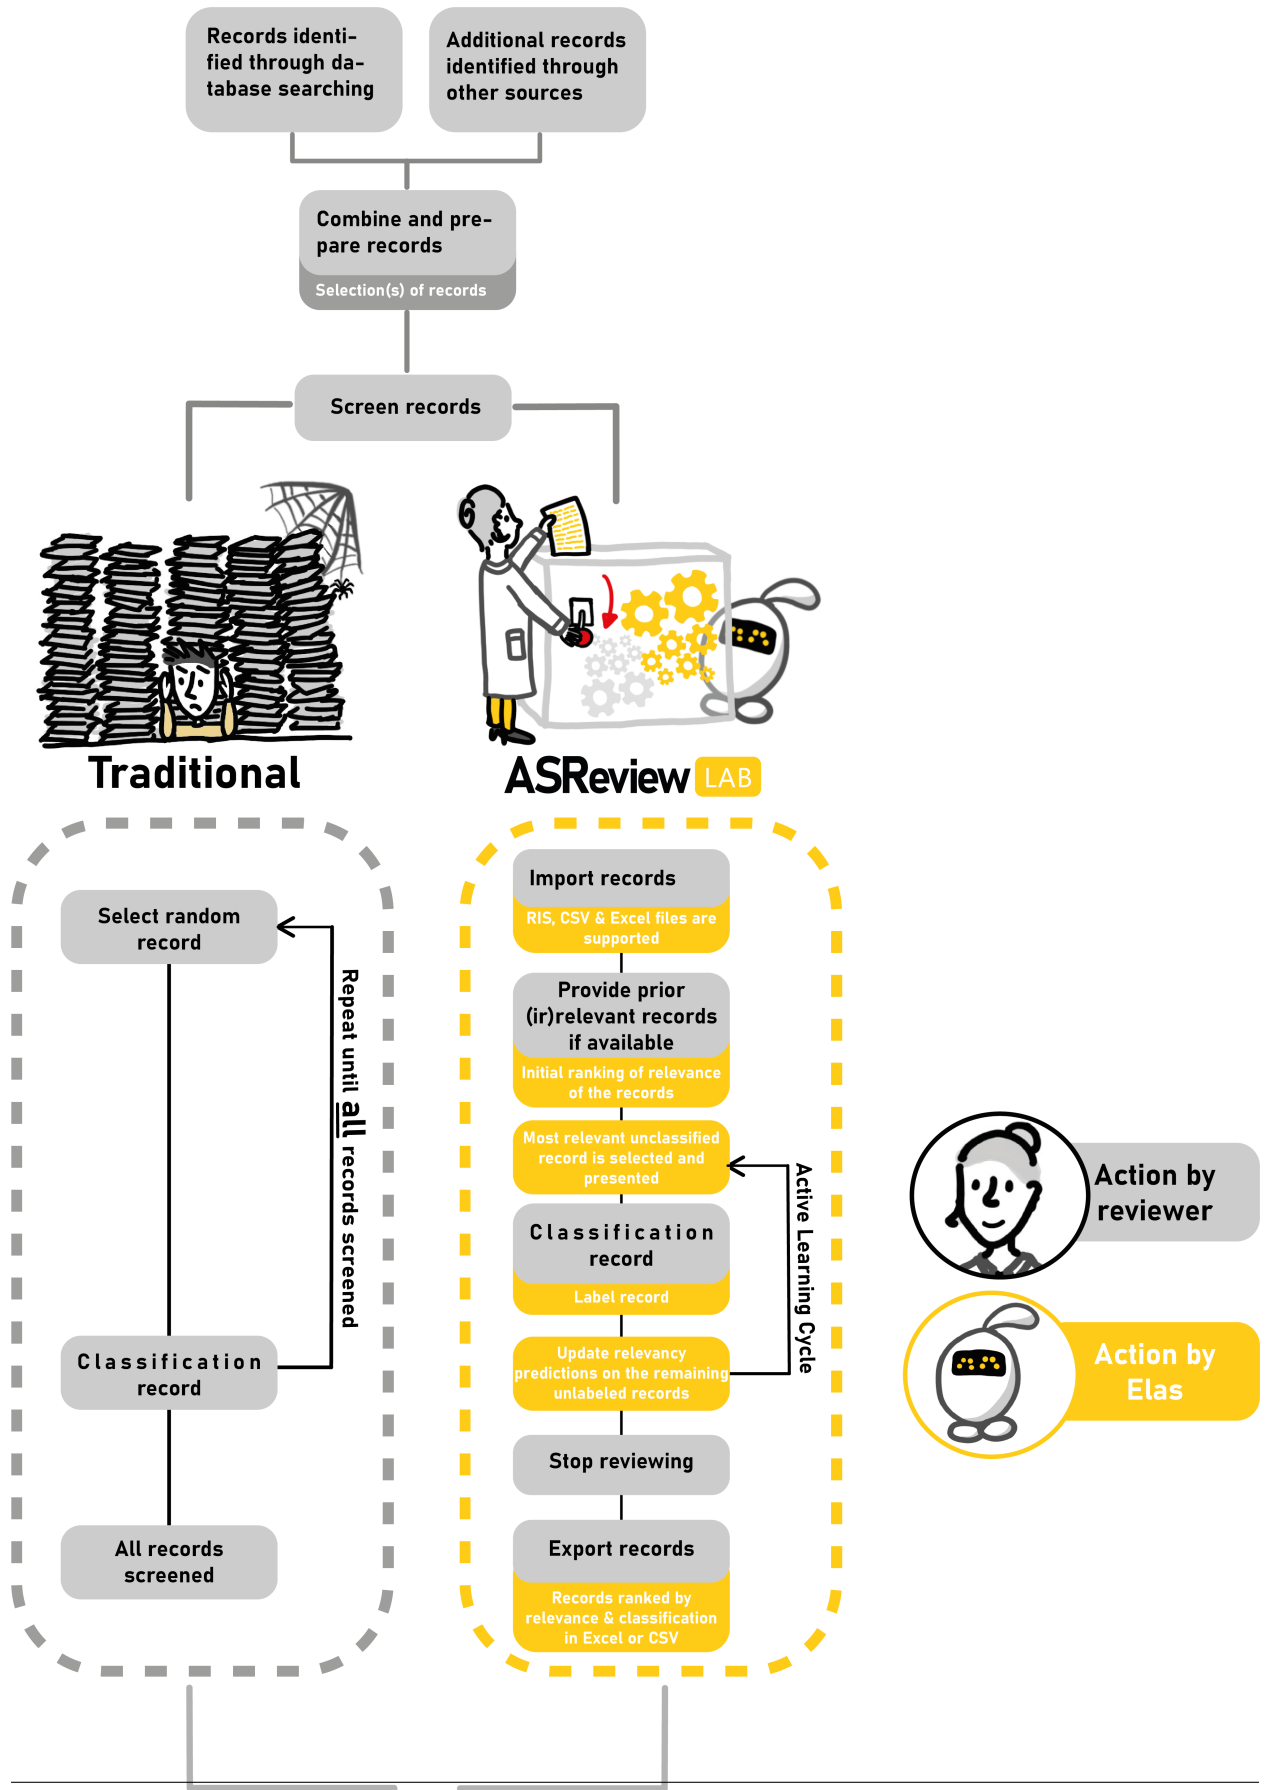 Records identi-
fied through da-
tabase searching
Additional records
identified through
other sources
Combine and pre-
pare records
Selection(s) of records
Screen records
Traditional
Select random
record
Repeat until all records screened
Classification
record
All records
screened
ASReview LAB
Import records
RIS, CSV & Excel files are
supported
Provide prior
(ir)relevant records
if available
Initial ranking of relevance
of the records
Most relevant unclassified
record is selected and
presented
Classification
record
Label record
Active Learning Cycle
Update relevancy
predictions on the remaining
unlabeled records
Stop reviewing
Export records
Records ranked by
relevance & classification
in Excel or CSV
Action by
reviewer
Action by
Elas